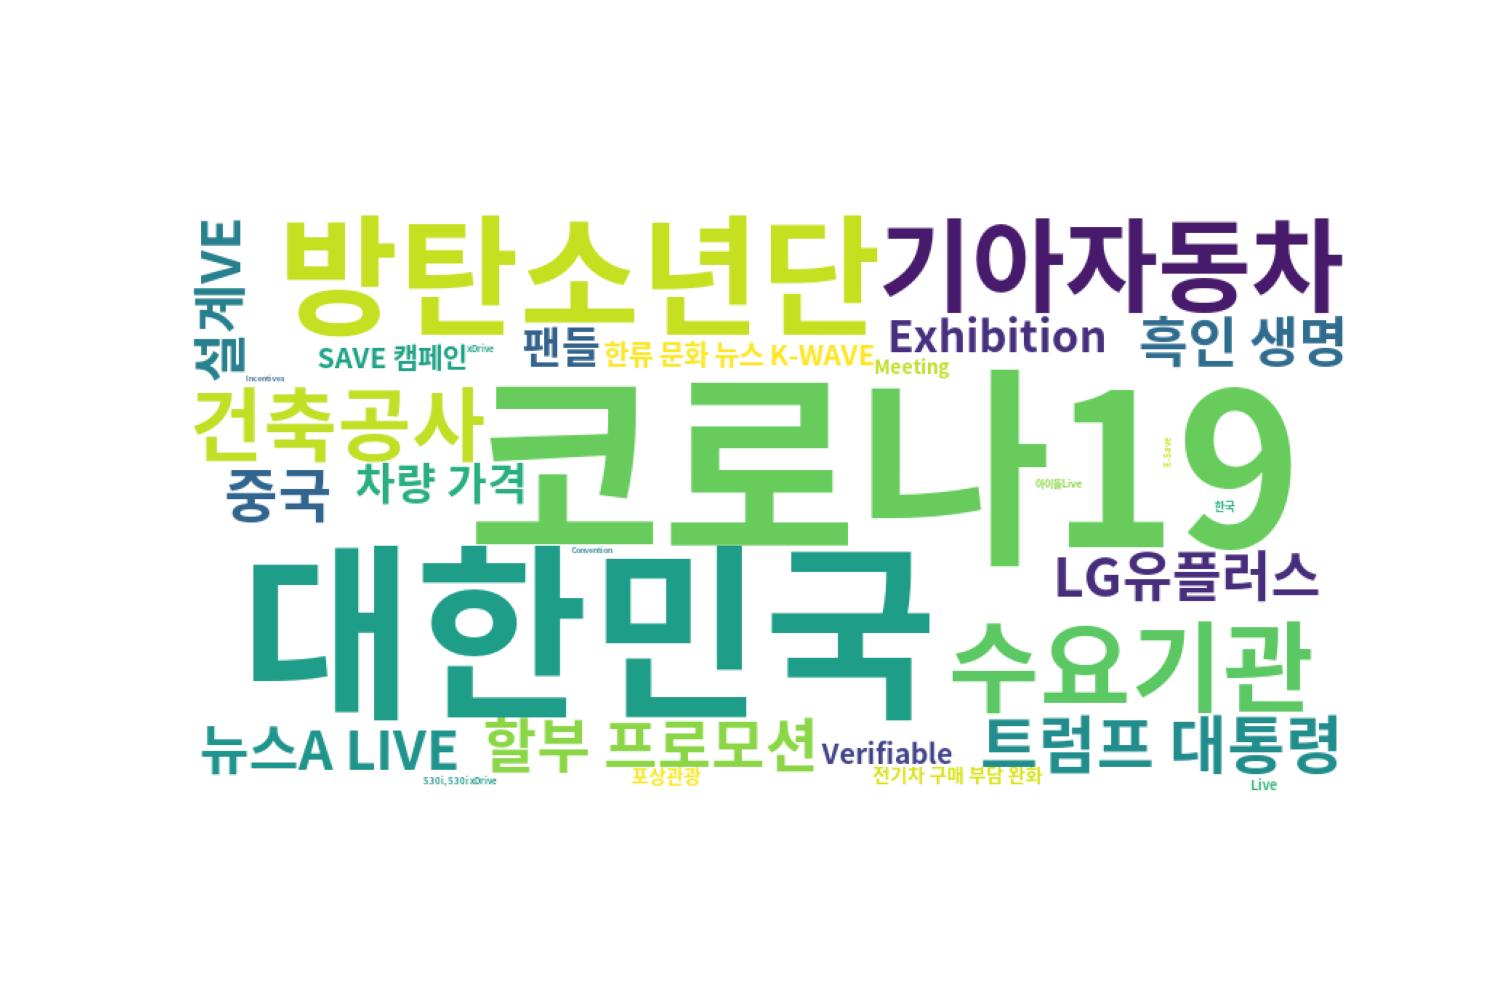 설계VE
방탄소년단
기아자동차
SAVE 캠페인
xDrive
팬들
한류 문화 뉴스 K-WAVE
Exhibition
흑인 생명
Meeting
Incentives
건축공사
코로나19
E-Save
중국
차량 가격
아이돌Live
한국
Convention
대한민국
LG유플러스
수요기관
뉴스A LIVE
할부 프로모션
Verifiable
트럼프 대통령
530i, 530i xDrive
포상관광
전기차 구매 부담 완화
Live